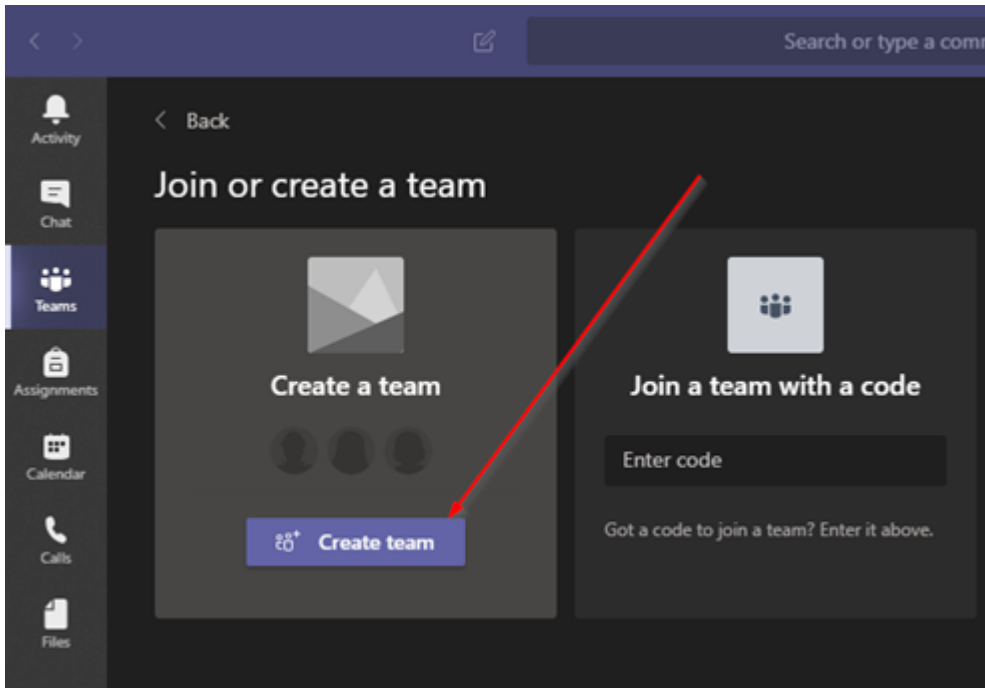 Search or type a comm
Activity
Chat
Teams
Assignments
Calendar
Calls
Files
Back
Join or create a team
Create a team
Create team
Join a team with a code
Enter code
Got a code to join a team? Enter it above.